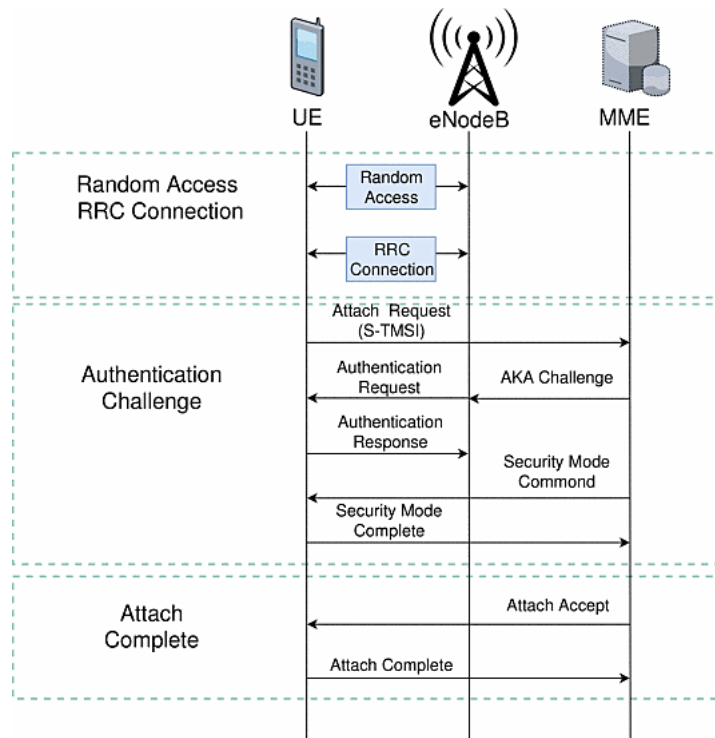 UE
eNodeB
MME
Random Access
RRC Connection
Random
Access
RRC
Connection
Authentication
Challenge
Attach Request
(S-TMSI)
Authentication
Request
AKA Challenge
Authentication
Response
Security Mode
Commond
Security Mode
Complete
Attach
Complete
Attach Accept
Attach Complete